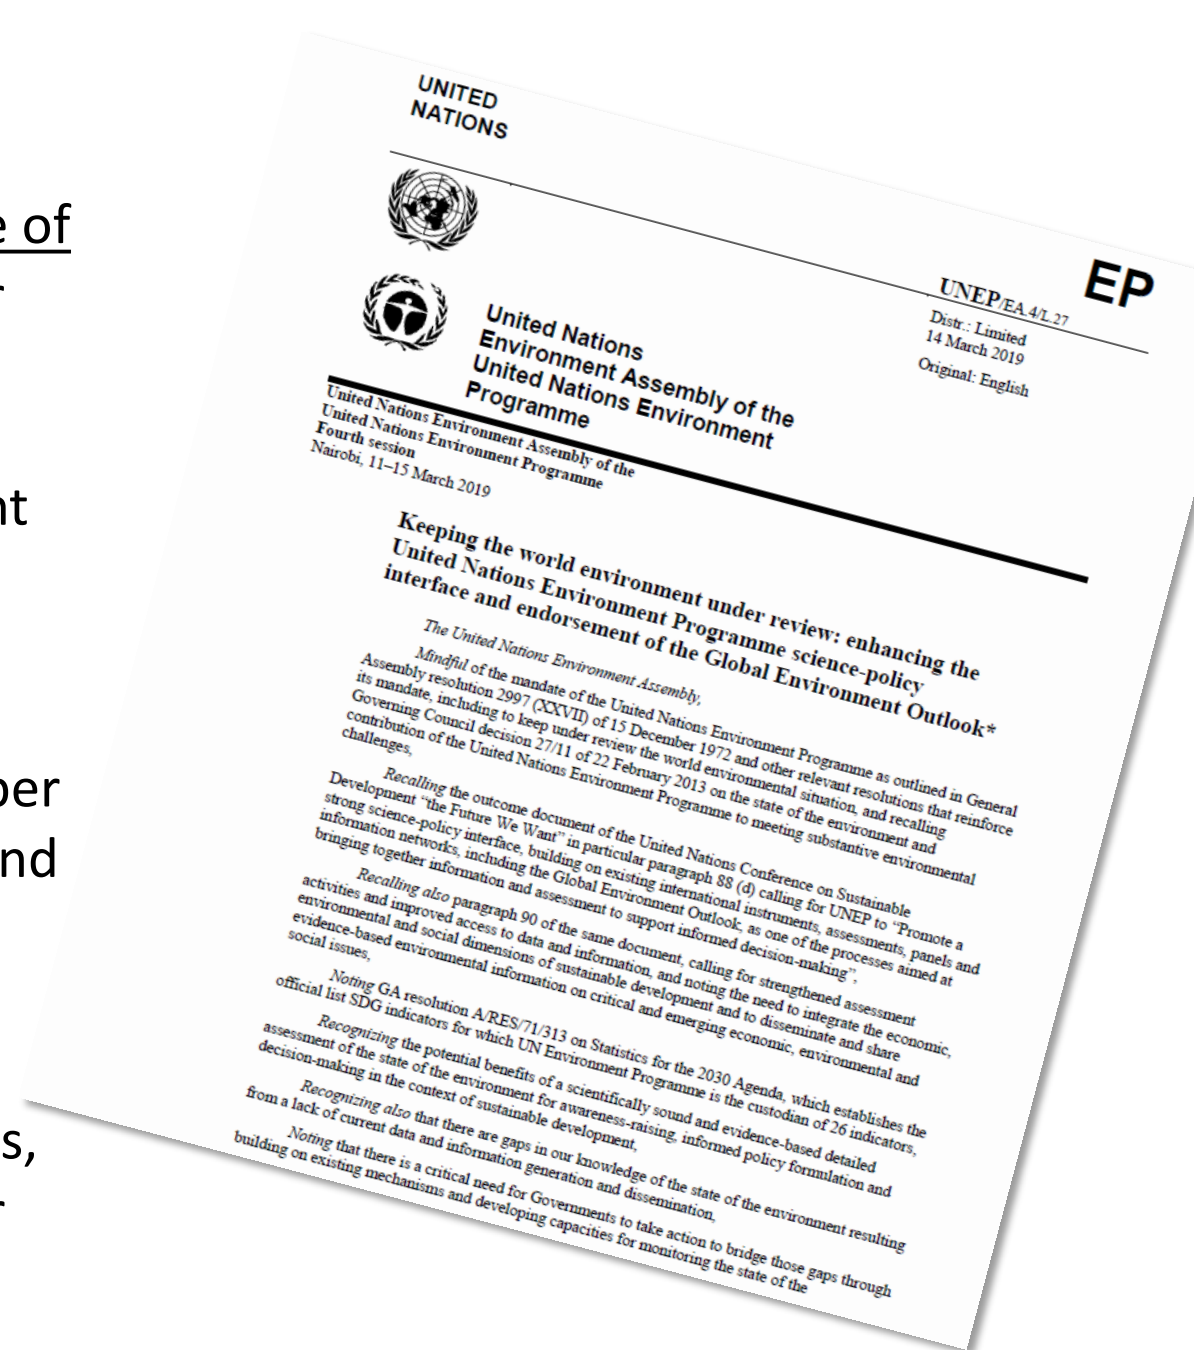 e of
nt
per
nd
s,
UNITED
NATIONS
EP
UNEP/EA.4/L.27
Distr.: Limited
14 March 2019
Original: English
United Nations
Environment Assembly of the
United Nations Environment
Programme
United Nations Environment Assembly of the
United Nations Environment Programme
Fourth session
Nairobi, 11–15 March 2019
Keeping the world environment under review: enhancing the
United Nations Environment Programme science-policy
interface and endorsement of the Global Environment Outlook*
The United Nations Environment Assembly,
Mindful of the mandate of the United Nations Environment Programme as outlined in General
Assembly resolution 2997 (XXVII) of 15 December 1972 and other relevant resolutions that reinforce
its mandate, including to keep under review the world environmental situation, and recalling
Governing Council decision 27/11 of 22 February 2013 on the state of the environment and
contribution of the United Nations Environment Programme to meeting substantive environmental
challenges,
Recalling the outcome document of the United Nations Conference on Sustainable
Development “the Future We Want” in particular paragraph 88 (d) calling for UNEP to “Promote a
strong science-policy interface, building on existing international instruments, assessments, panels and
information networks, including the Global Environment Outlook, as one of the processes aimed at
bringing together information and assessment to support informed decision-making”,
Recalling also paragraph 90 of the same document, calling for strengthened assessment
activities and improved access to data and information, and noting the need to integrate the economic,
environmental and social dimensions of sustainable development and to disseminate and share
evidence-based environmental information on critical and emerging economic, environmental and
social issues,
Noting GA resolution A/RES/71/313 on Statistics for the 2030 Agenda, which establishes the
official list SDG indicators for which UN Environment Programme is the custodian of 26 indicators,
Recognizing the potential benefits of a scientifically sound and evidence-based detailed
assessment of the state of the environment for awareness-raising, informed policy formulation and
decision-making in the context of sustainable development,
Recognizing also that there are gaps in our knowledge of the state of the environment resulting
from a lack of current data and information generation and dissemination,
Noting that there is a critical need for Governments to take action to bridge those gaps through
building on existing mechanisms and developing capacities for monitoring the state of the